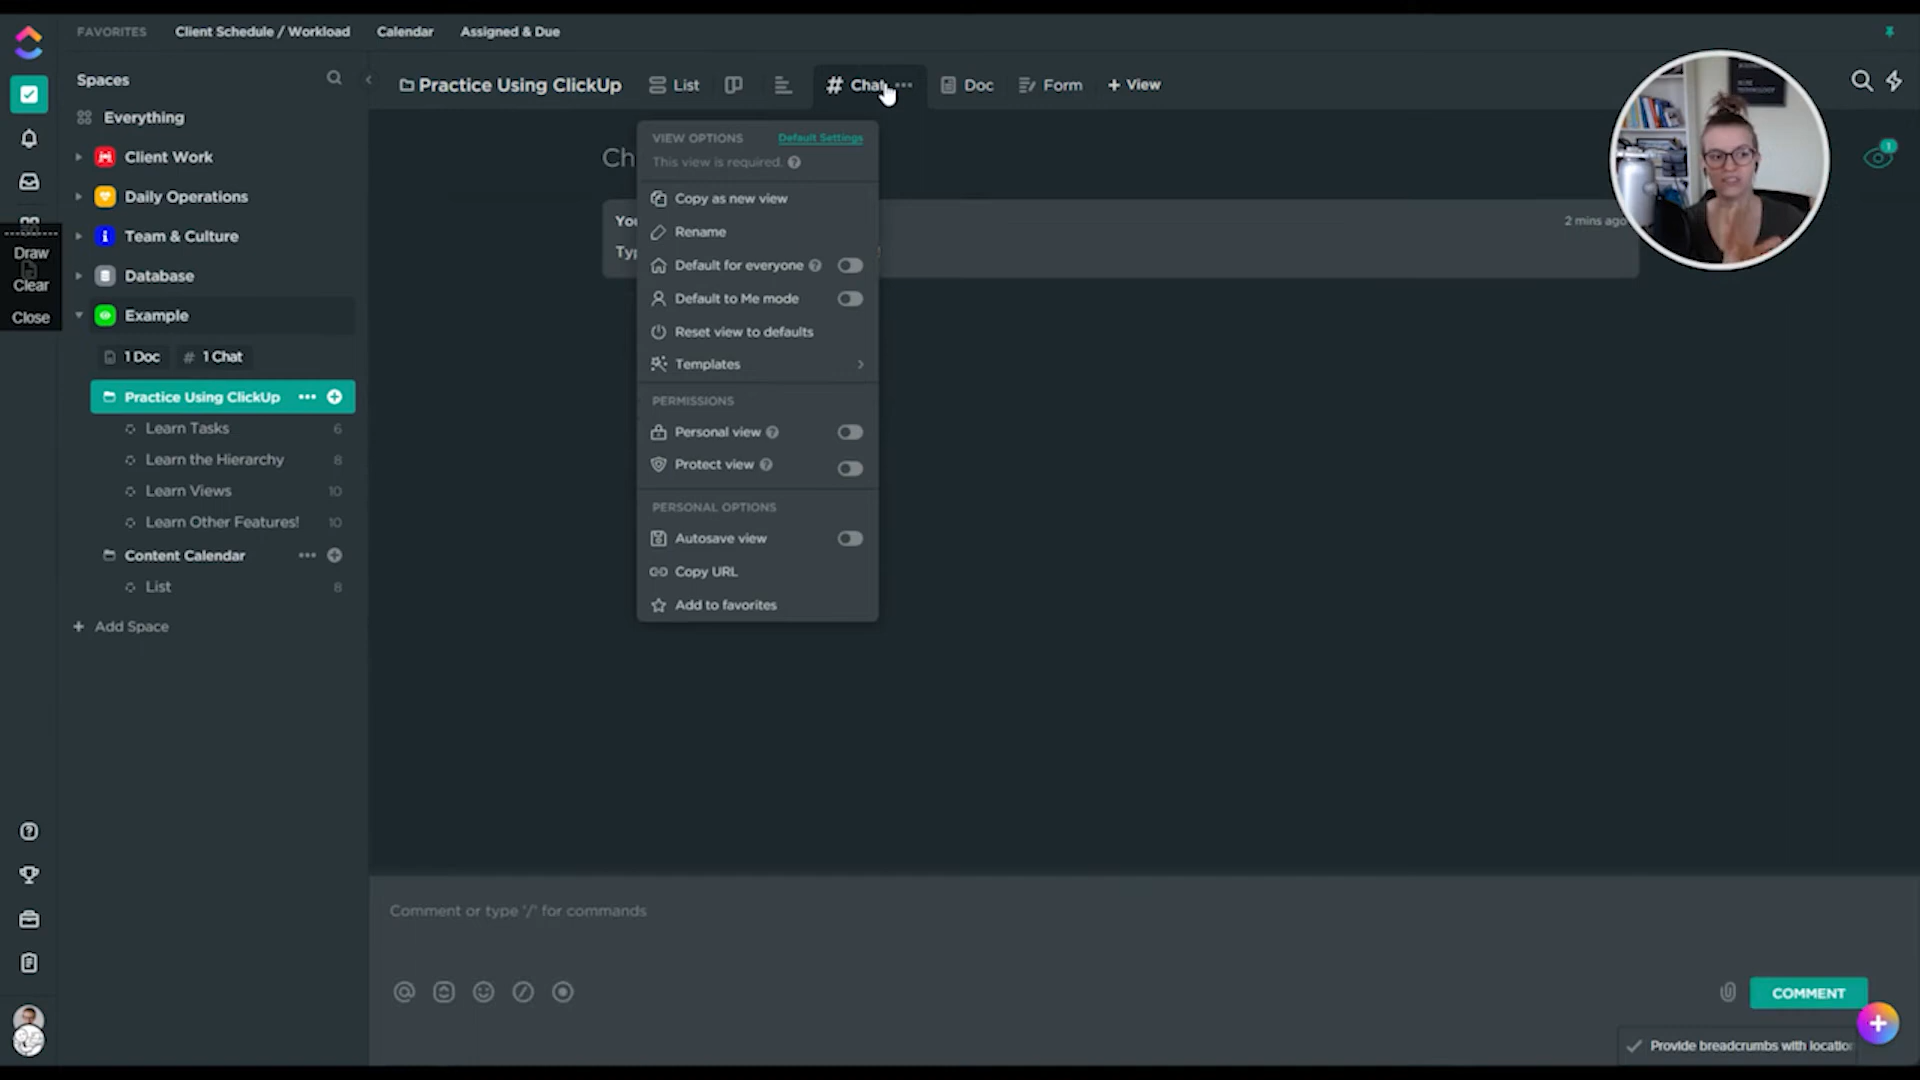 FAVORITES Client Schedule / Workload Calendar Assigned & Due
Spaces
Practice Using ClickUp List # Chat ··· Doc Form + View
Everything
Client Work
Daily Operations
Team & Culture
Database
Example
1 Doc # 1 Chat
Practice Using ClickUp ···
Learn Tasks 6
Learn the Hierarchy 8
Learn Views 10
Learn Other Features! 10
Content Calendar ···
List 8
+ Add Space
Draw
Clear
Close
VIEW OPTIONS Default Settings
This view is required.
Copy as new view
Rename
Default for everyone
Default to Me mode
Reset view to defaults
Templates
PERMISSIONS
Personal view
Protect view
PERSONAL OPTIONS
Autosave view
Copy URL
Add to favorites
Ch
You
2 mins ago
Typ
1
Comment or type '/' for commands
COMMENT
Provide breadcrumbs with locatio